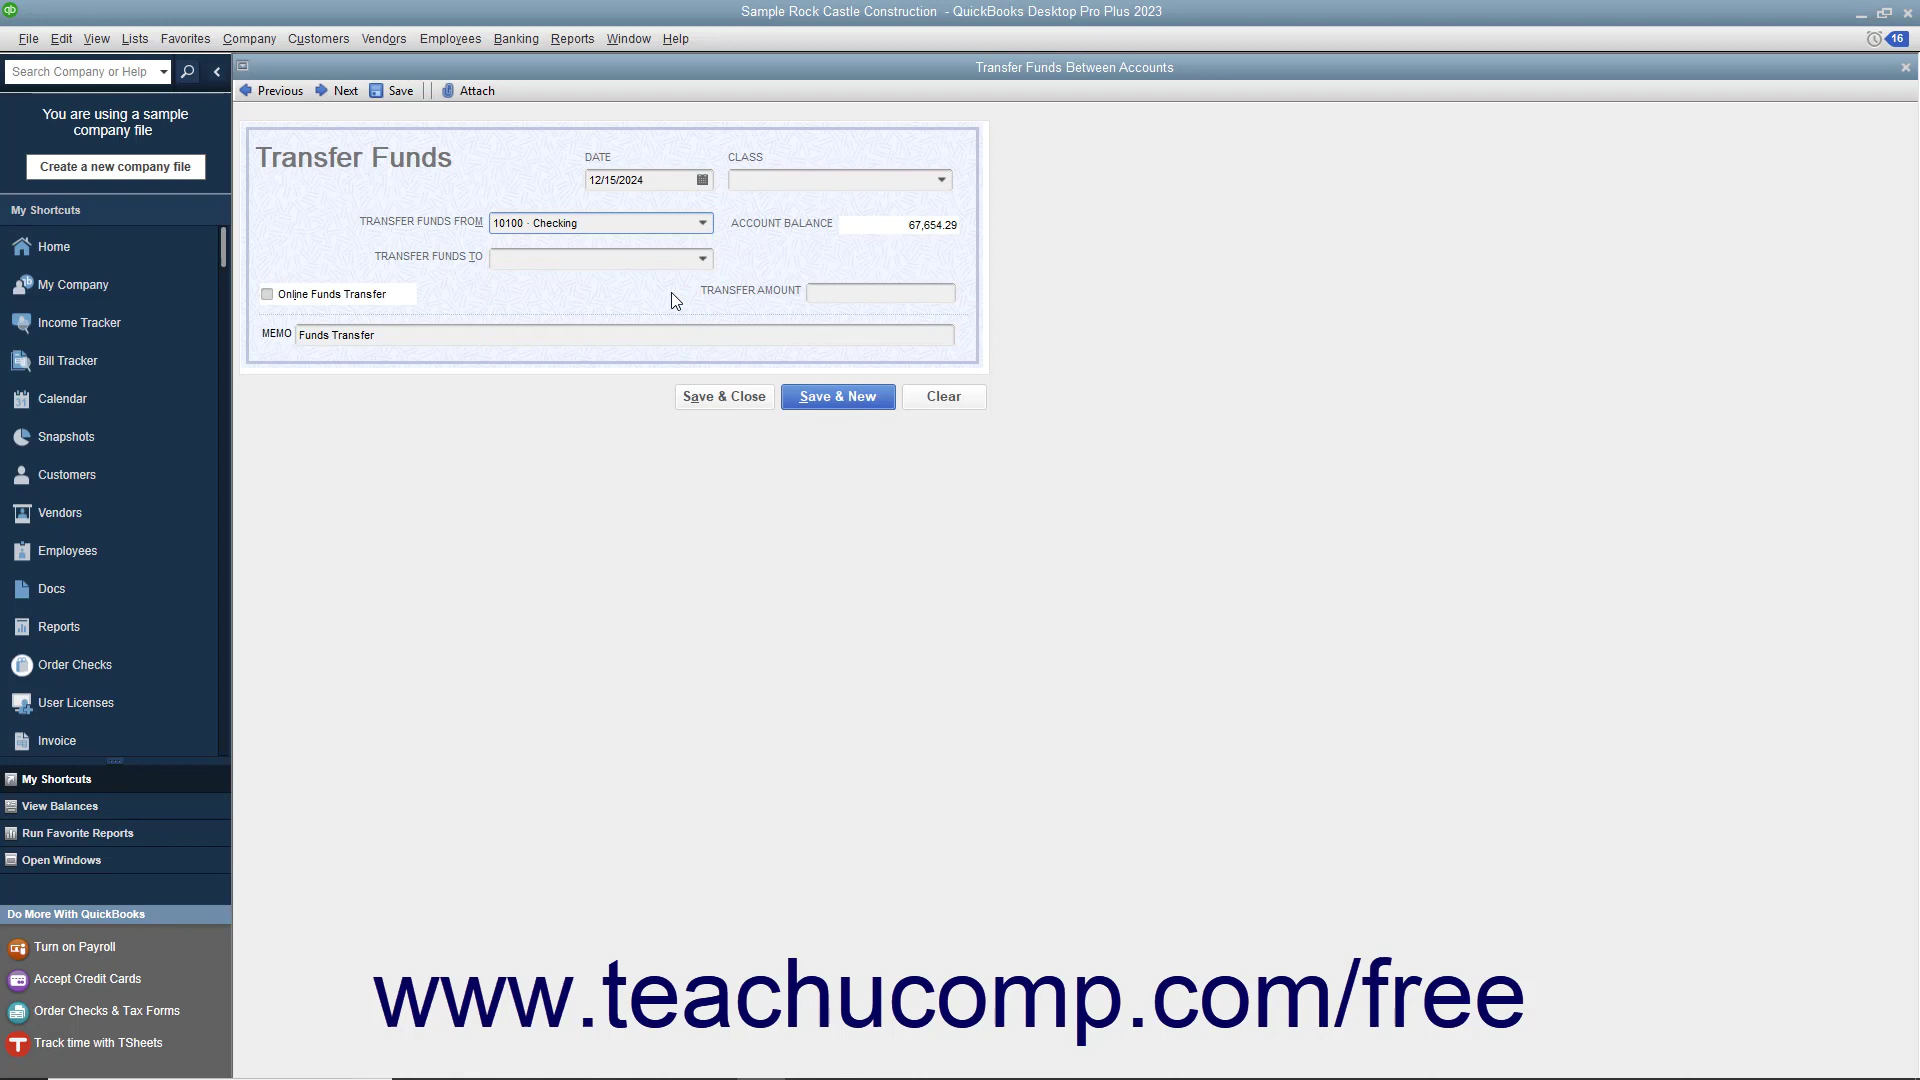 Sample Rock Castle Construction - QuickBooks Desktop Pro Plus 2023
File Edit View Lists Favorites Company Customers Vendors Employees Banking Reports Window Help
16
Search Company or Help
Transfer Funds Between Accounts
Previous Next Save Attach
You are using a sample
company file
Create a new company file
My Shortcuts
Home
My Company
Income Tracker
Bill Tracker
Calendar
Snapshots
Customers
Vendors
Employees
Docs
Reports
Order Checks
User Licenses
Invoice
My Shortcuts
View Balances
Run Favorite Reports
Open Windows
Do More With QuickBooks
Turn on Payroll
Accept Credit Cards
Order Checks & Tax Forms
Track time with TSheets
Transfer Funds
DATE
CLASS
12/15/2024
TRANSFER FUNDS FROM 10100 · Checking ACCOUNT BALANCE 67,654.29
TRANSFER FUNDS TO
Online Funds Transfer TRANSFER AMOUNT
MEMO Funds Transfer
Save & Close Save & New Clear
www.teachucomp.com/free